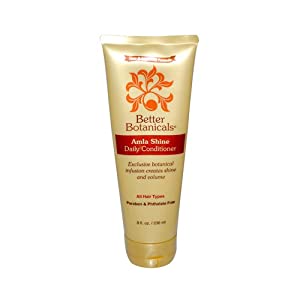 Better
Botanicals®
Amla Shine
Daily Conditioner
Exclusive botanical
infusion creates shine
and volume
All Hair Types
Paraben & Phthalate Free
8 fl. oz. / 236 ml